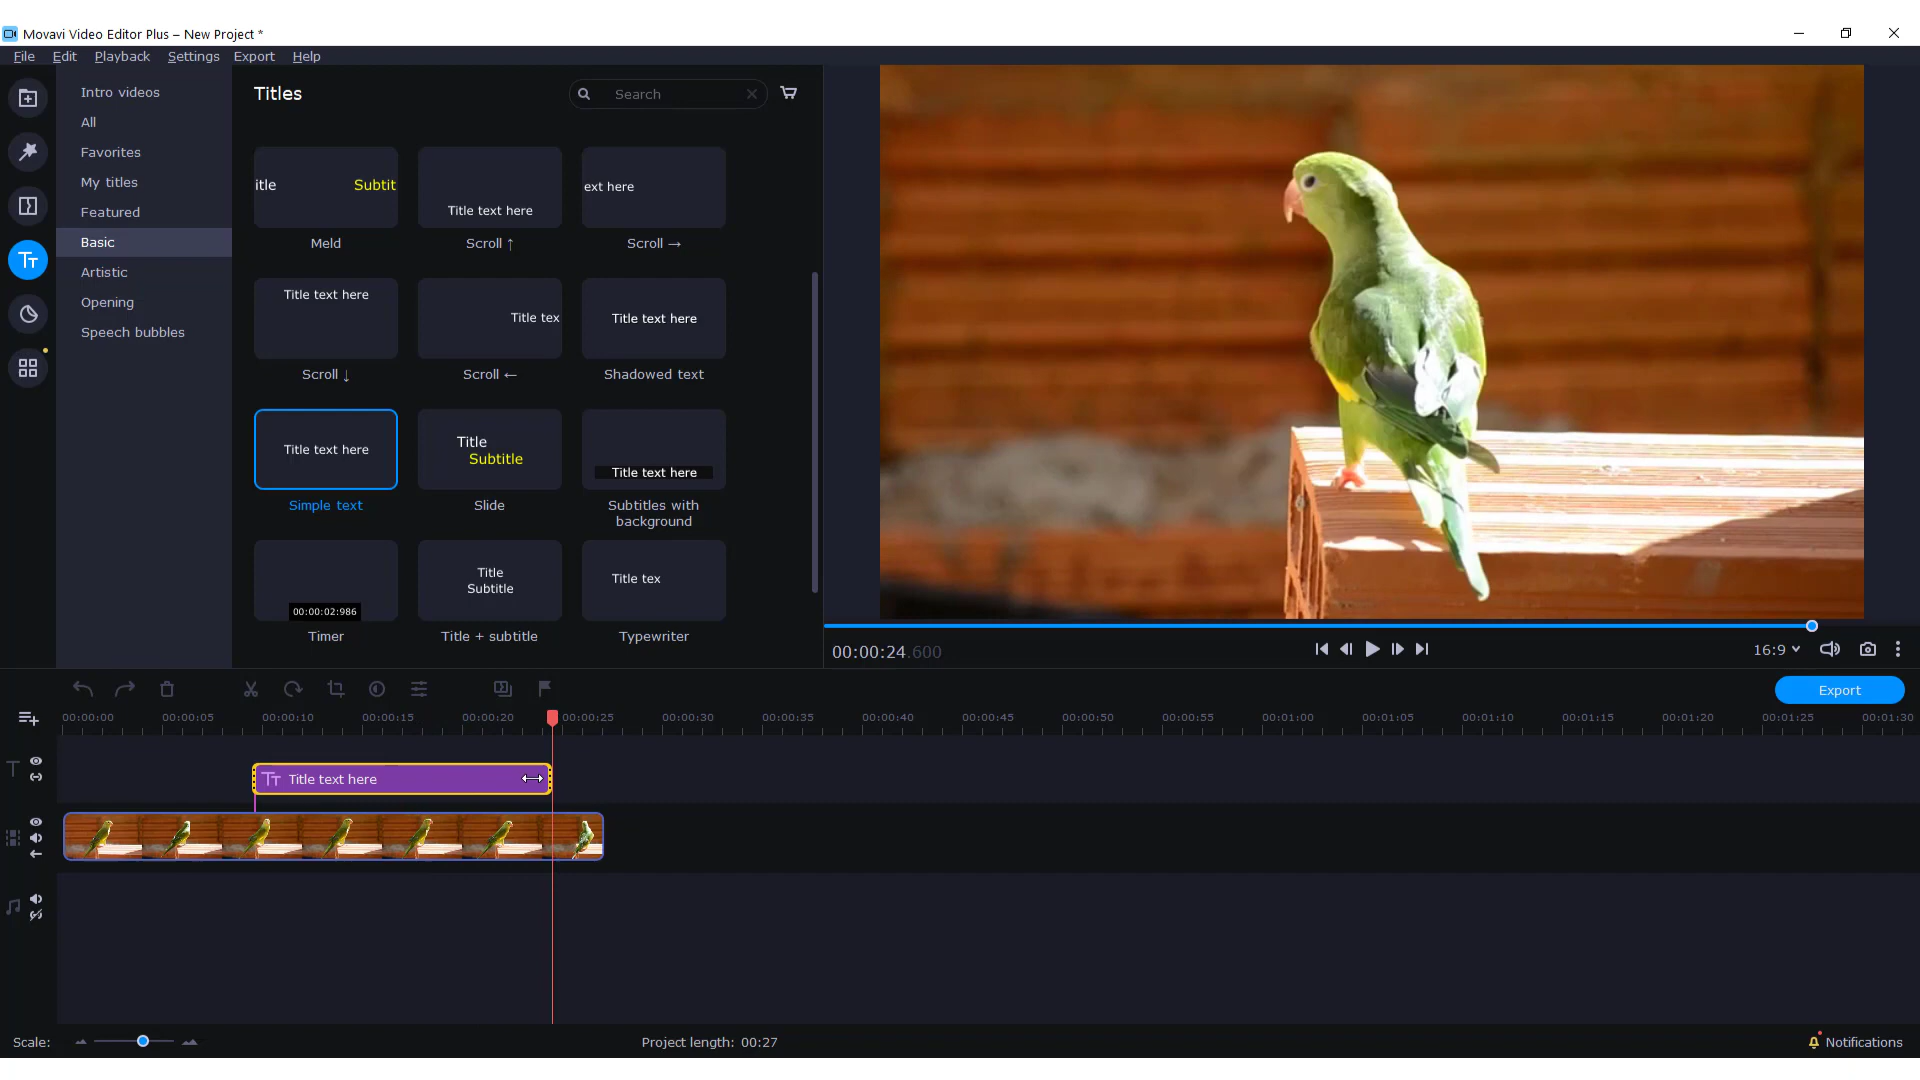 Movavi Video Editor Plus – New Project *
File Edit Playback Settings Export Help
Intro videos
All
Favorites
My titles
Featured
Basic
Artistic
Opening
Speech bubbles
Titles
Search
itle Subtit
Meld
Title text here
Scroll ↑
ext here
Scroll →
Title text here
Scroll ↓
Title tex
Scroll ←
Title text here
Shadowed text
Title text here
Simple text
Title
Subtitle
Slide
Title text here
Subtitles with
background
00:00:02:986
Timer
Title
Subtitle
Title + subtitle
Title tex
Typewriter
00:00:24.600
16:9
Export
00:00:00 00:00:05 00:00:10 00:00:15 00:00:20 00:00:25 00:00:30 00:00:35 00:00:40 00:00:45 00:00:50 00:00:55 00:01:00 00:01:05 00:01:10 00:01:15 00:01:20 00:01:25 00:01:30
Tт Title text here
Scale:
Project length: 00:27
Notifications